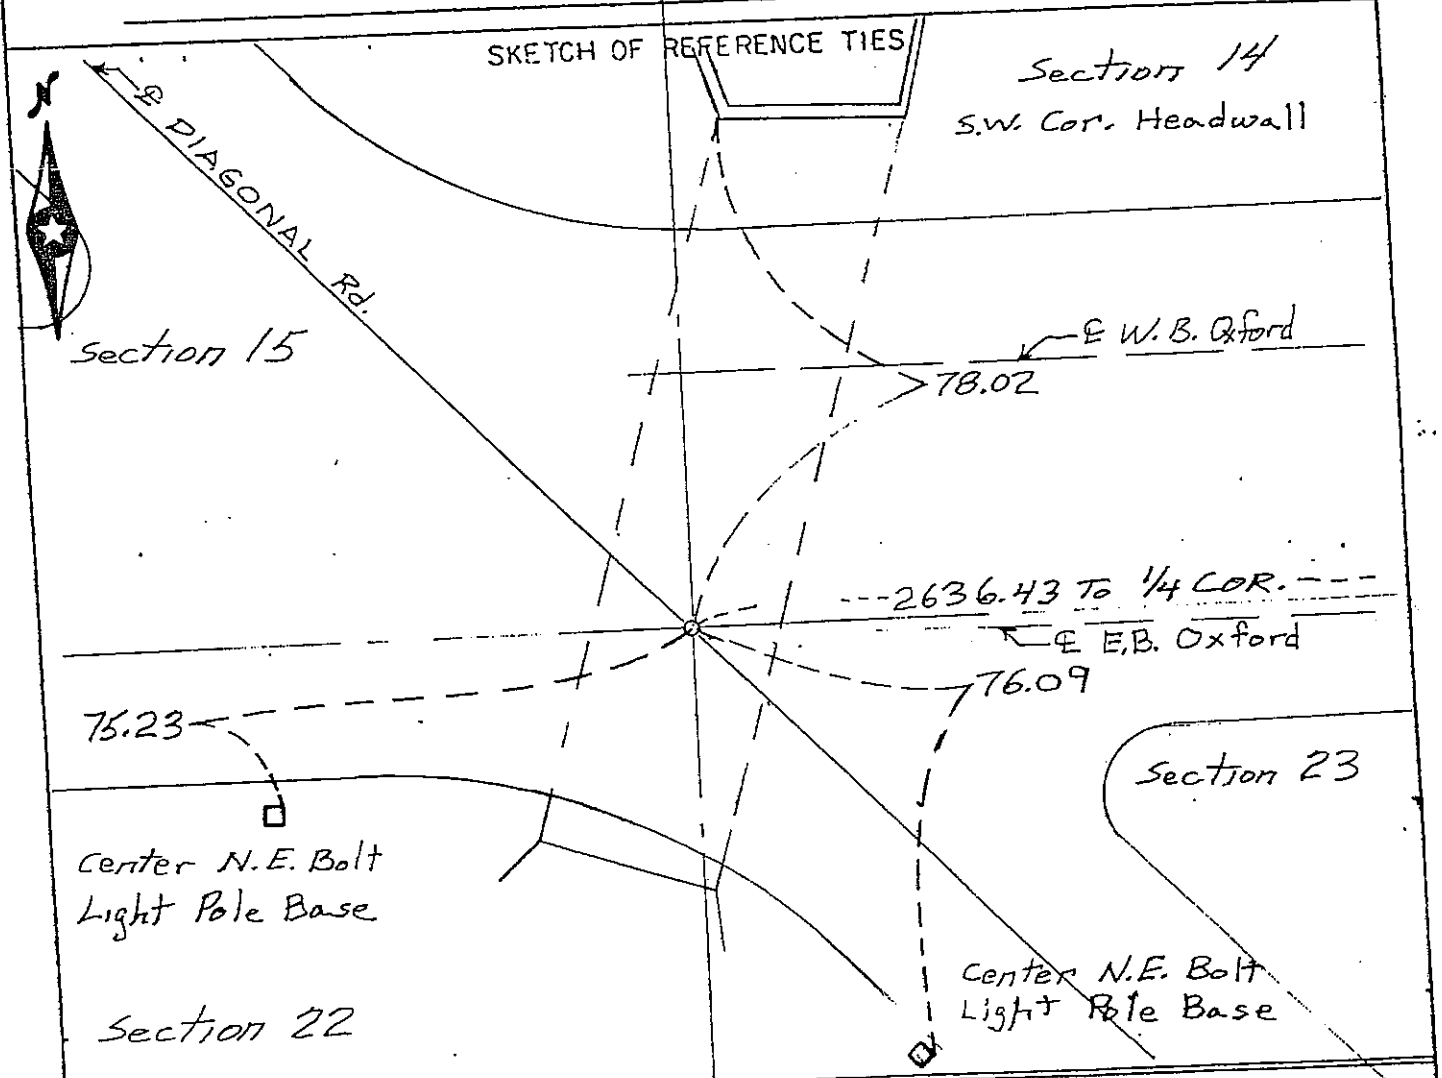 SKETCH OF REFERENCE TIES
Section 14
S.W. Cor. Headwall
N
℄ DIAGONAL Rd.
Section 15
℄ W.B. Oxford
78.02
2636.43 To 1/4 COR.
℄ E.B. Oxford
76.09
75.23
Section 23
Center N.E. Bolt
Light Pole Base
Center N.E. Bolt
Light Pole Base
Section 22